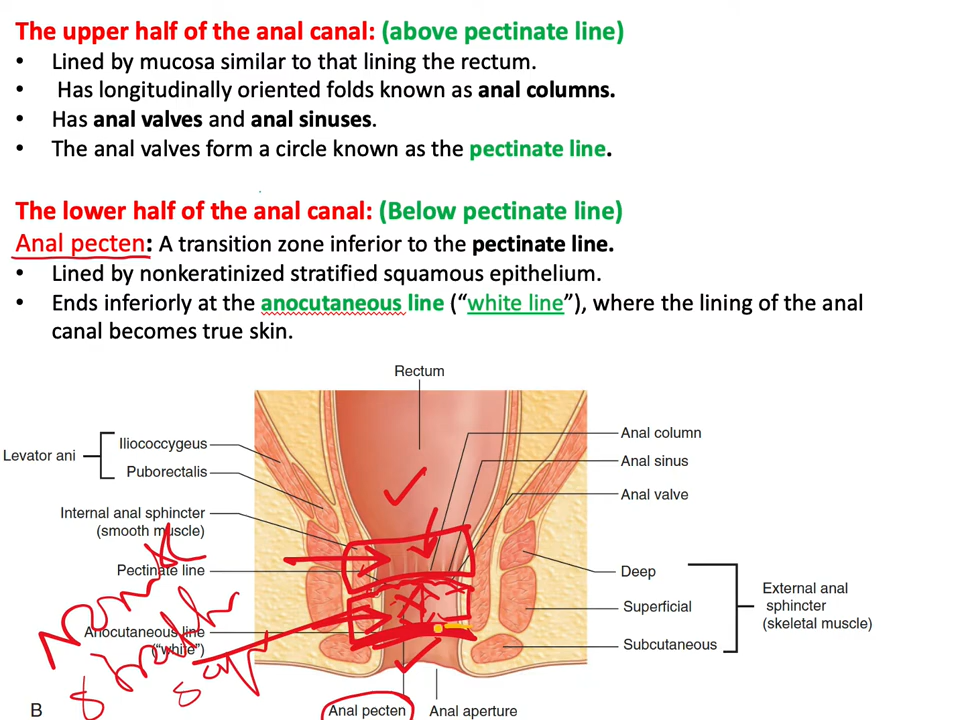 The upper half of the anal canal: (above pectinate line)
• Lined by mucosa similar to that lining the rectum.
• Has longitudinally oriented folds known as anal columns.
• Has anal valves and anal sinuses.
• The anal valves form a circle known as the pectinate line.
The lower half of the anal canal: (Below pectinate line)
Anal pecten: A transition zone inferior to the pectinate line.
• Lined by nonkeratinized stratified squamous epithelium.
• Ends inferiorly at the anocutaneous line (“white line”), where the lining of the anal
canal becomes true skin.
Rectum
Levator ani
Iliococcygeus
Puborectalis
Internal anal sphincter
(smooth muscle)
Pectinate line
Anocutaneous line
(“white”)
Anal column
Anal sinus
Anal valve
Deep
Superficial
Subcutaneous
External anal
sphincter
(skeletal muscle)
B
Anal pecten
Anal aperture